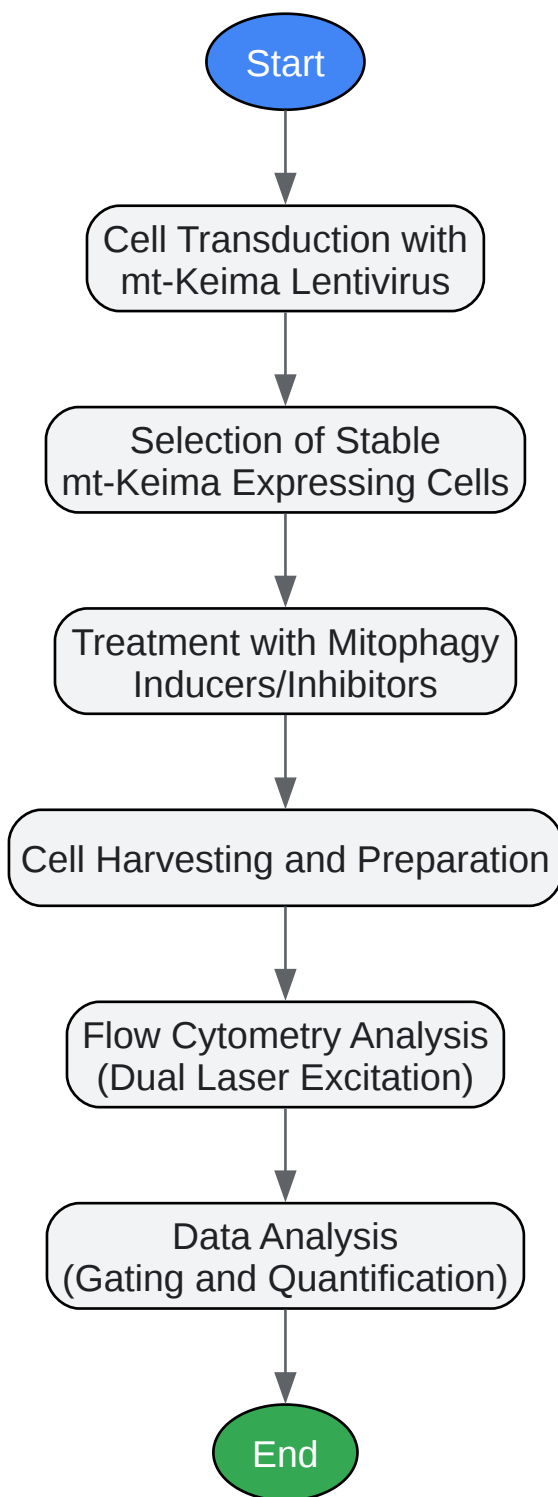 Start
Cell Transduction with
mt-Keima Lentivirus
Selection of Stable
mt-Keima Expressing Cells
Treatment with Mitophagy
Inducers/Inhibitors
Cell Harvesting and Preparation
Flow Cytometry Analysis
(Dual Laser Excitation)
Data Analysis
(Gating and Quantification)
End